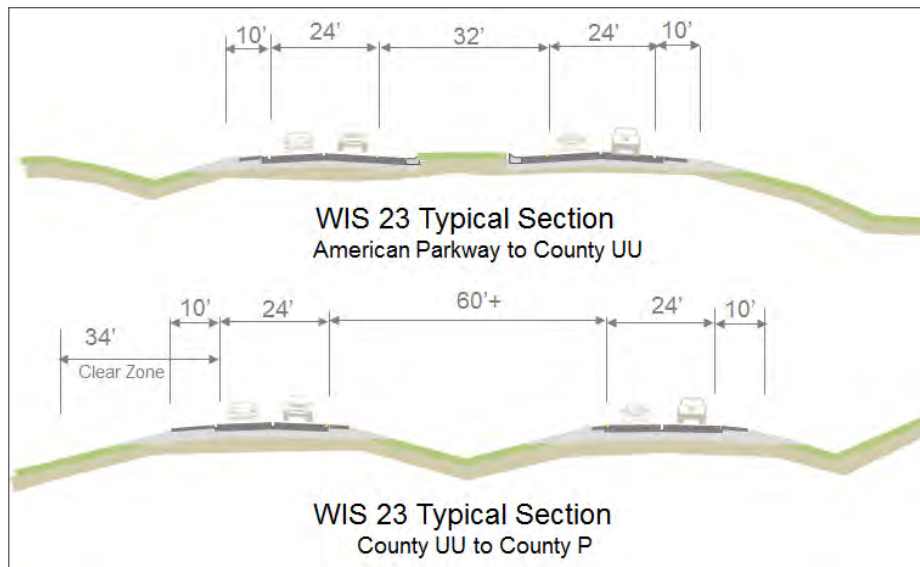 10’ 24’ 32’ 24’ 10’
WIS 23 Typical Section
American Parkway to County UU
10’ 24’ 60’+ 24’ 10’
34’
Clear Zone
WIS 23 Typical Section
County UU to County P